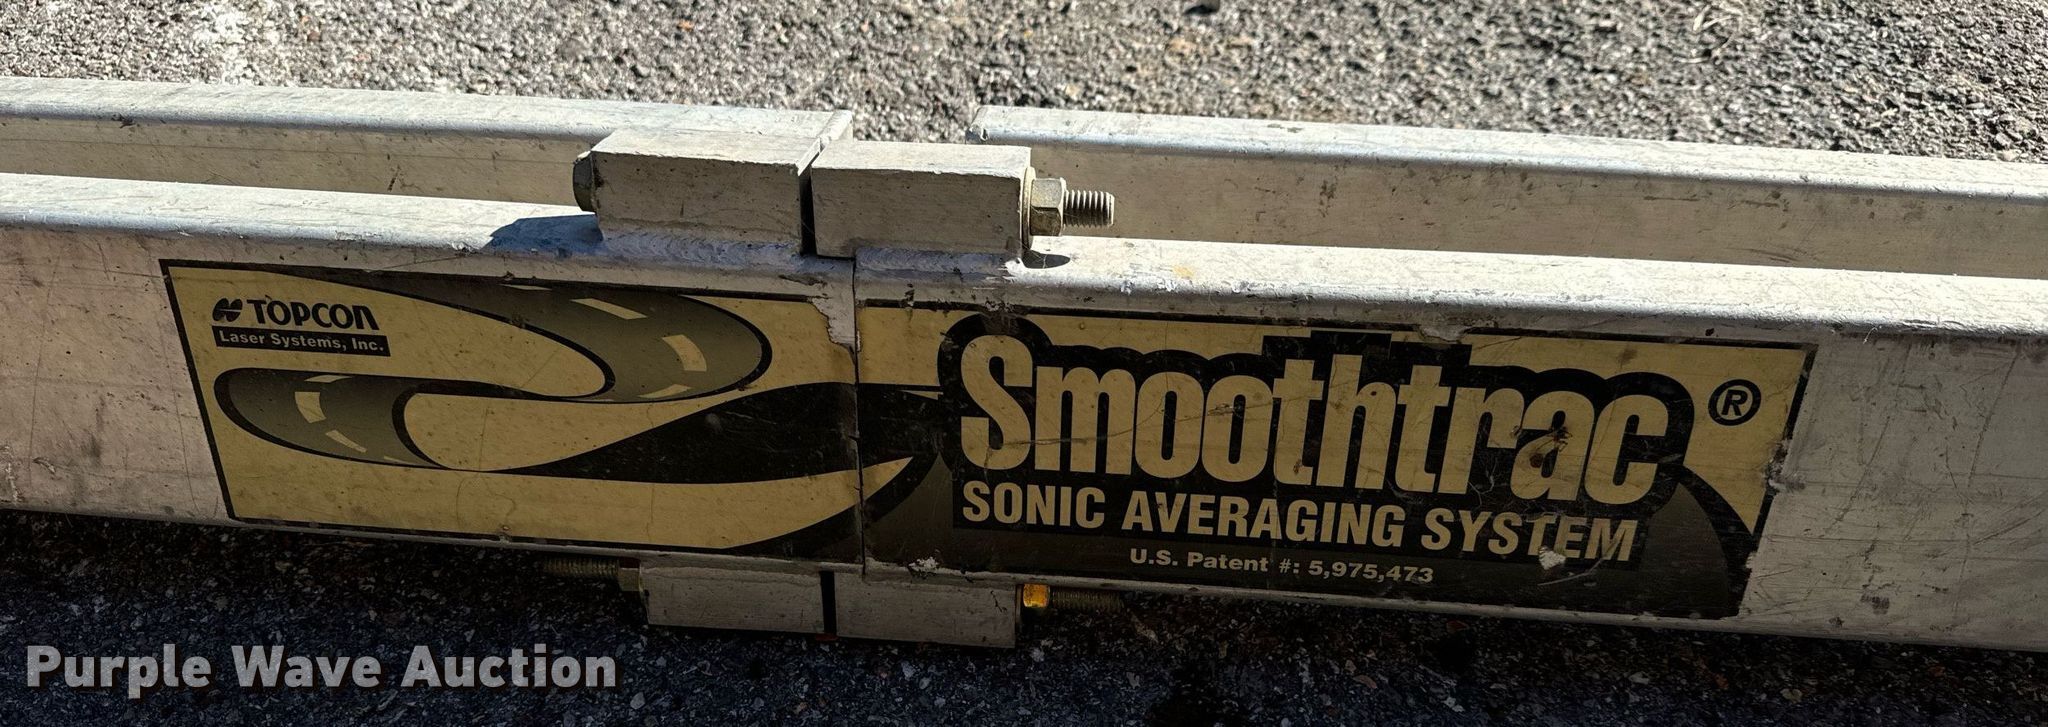 TOPCON
Laser Systems, Inc.
Smoothtrac ®
SONIC AVERAGING SYSTEM
U.S. Patent #: 5,975,473
Purple Wave Auction